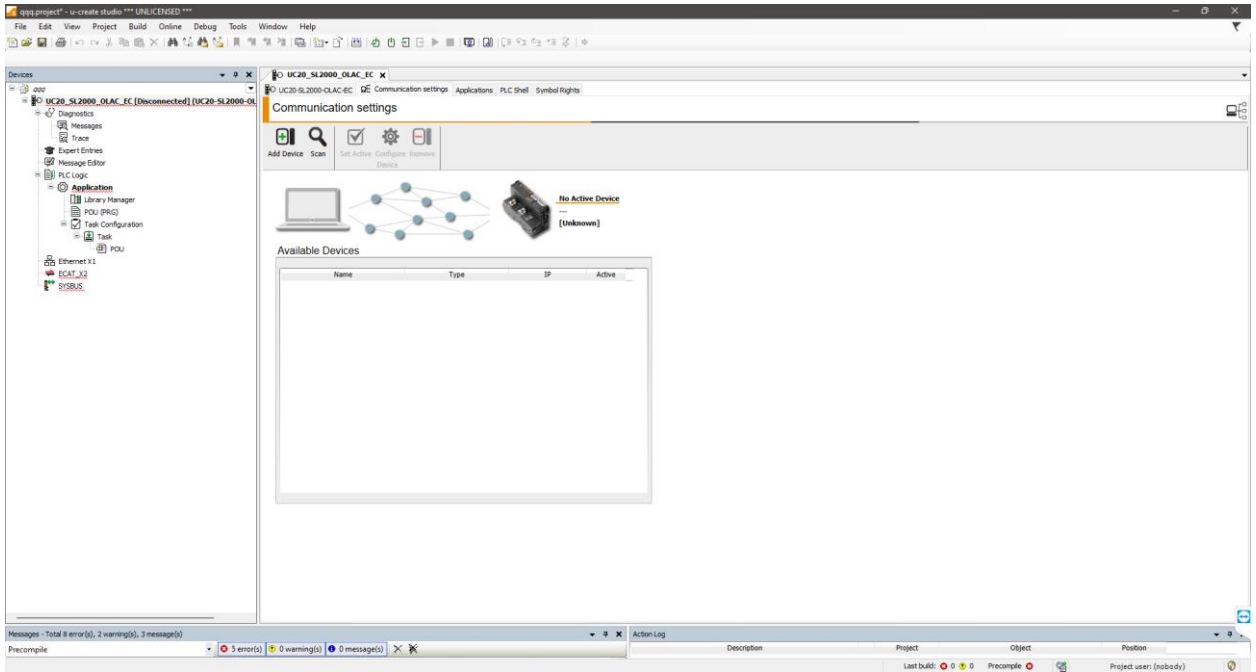 qqq.project* - u-create studio *** UNLICENSED ***
File Edit View Project Build Online Debug Tools Window Help
Devices
UC20_SL2000_OLAC_EC
qqq
UC20_SL2000_OLAC_EC [Disconnected] (UC20-SL2000-OL
Diagnostics
Messages
Trace
Expert Entries
Message Editor
PLC Logic
Application
Library Manager
POU (PRG)
Task Configuration
Task
POU
Ethernet X1
ECAT_X2
SYSBUS
UC20-SL2000-OLAC-EC Communication settings Applications PLC Shell Symbol Rights
Communication settings
Add Device Scan Set Active Configure Device Remove
No Active Device
---
[Unknown]
Available Devices
Name Type IP Active
Messages - Total 8 error(s), 2 warning(s), 3 message(s)
Precompile 5 error(s) 0 warning(s) 0 message(s)
Action Log
Description Project Object Position
Last build: 0 0 Precompile Project user: (nobody)